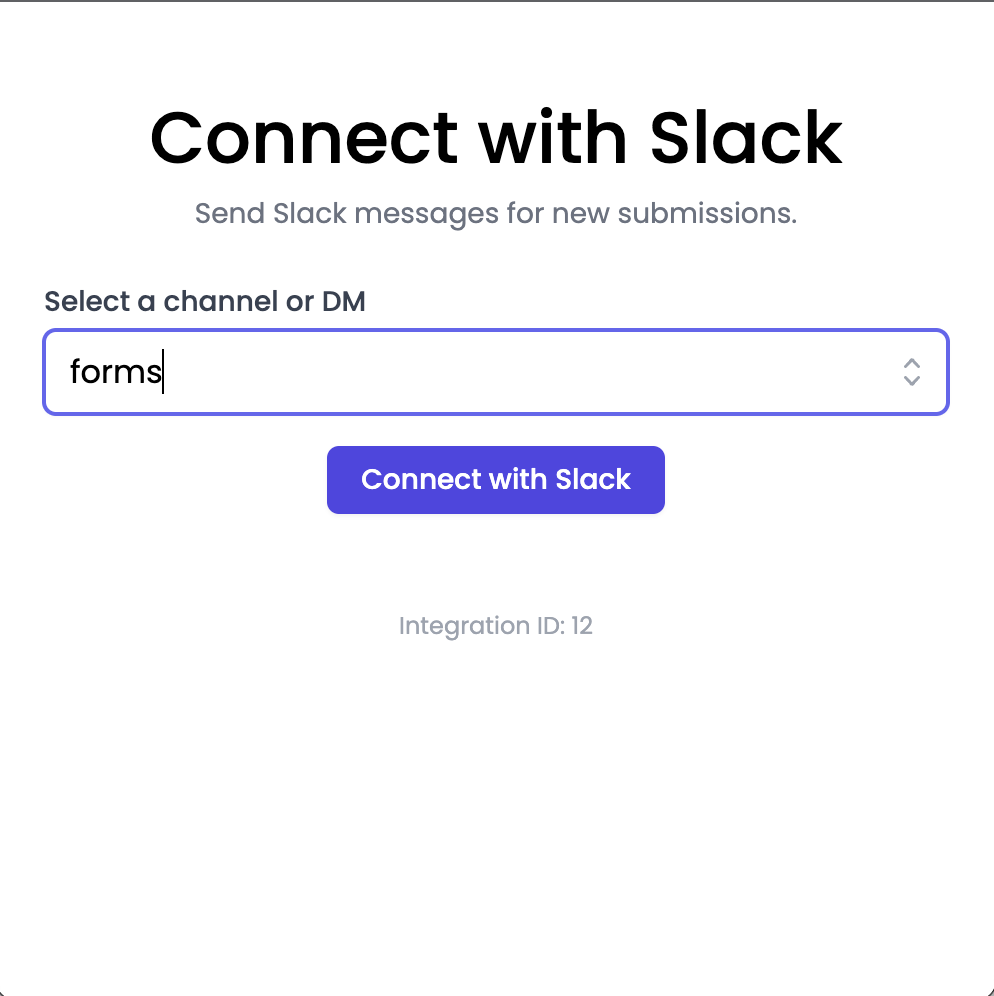 Connect with Slack
Send Slack messages for new submissions.
Select a channel or DM
forms
Connect with Slack
Integration ID: 12